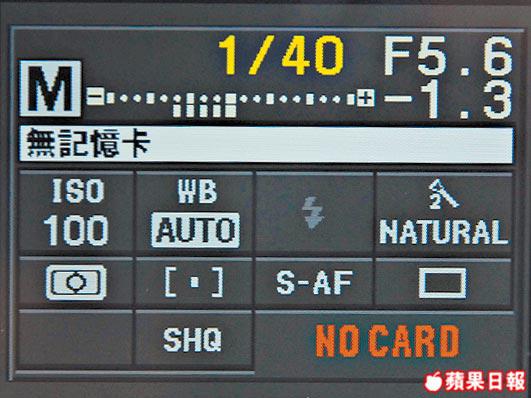 1/40 F5.6
M -1.3
無記憶卡
ISO WB
100 AUTO NATURAL
S-AF
SHQ NO CARD
蘋果日報